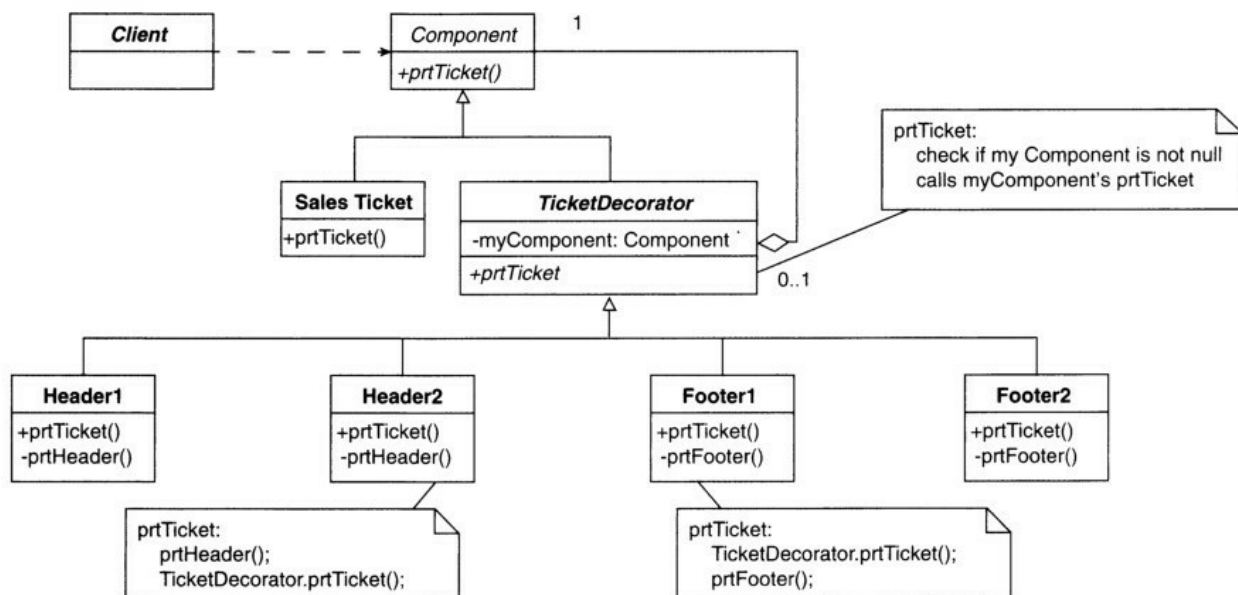 Client
Component
1
+prtTicket()
prtTicket:
check if my Component is not null
calls myComponent's prtTicket
Sales Ticket
+prtTicket()
TicketDecorator
-myComponent: Component
+prtTicket
0..1
Header1
+prtTicket()
-prtHeader()
Header2
+prtTicket()
-prtHeader()
Footer1
+prtTicket()
-prtFooter()
Footer2
+prtTicket()
-prtFooter()
prtTicket:
prtHeader();
TicketDecorator.prtTicket();
prtTicket:
TicketDecorator.prtTicket();
prtFooter();